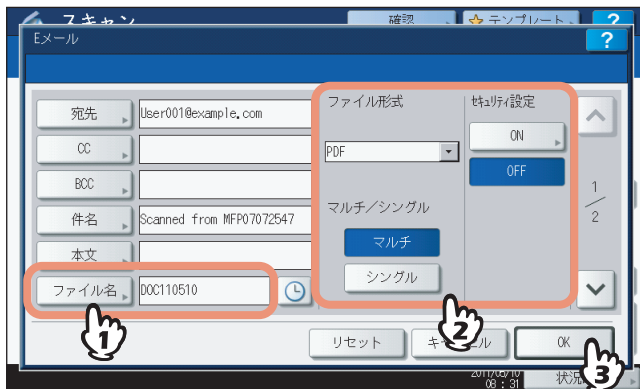 スキャン
確認
テンプレート
?
Eメール
?
宛先
User001@example.com
CC
BCC
件名
Scanned from MFP07072547
本文
ファイル名
DOC110510
ファイル形式
PDF
マルチ/シングル
マルチ
シングル
セキュリティ設定
ON
OFF
1
2
リセット
OK
1
2
3
2011/05/10
08:31
状況